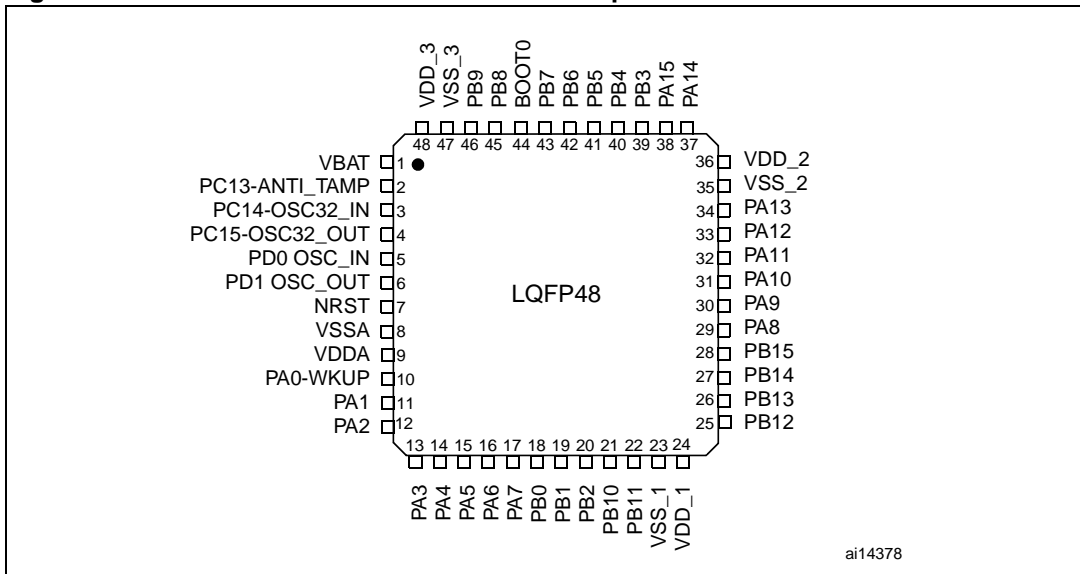 VDD_3
VSS_3
PB9
PB8
BOOT0
PB7
PB6
PB5
PB4
PB3
PA15
PA14
48 47 46 45 44 43 42 41 40 39 38 37
VBAT 1
PC13-ANTI_TAMP 2
PC14-OSC32_IN 3
PC15-OSC32_OUT 4
PD0 OSC_IN 5
PD1 OSC_OUT 6
NRST 7
VSSA 8
VDDA 9
PA0-WKUP 10
PA1 11
PA2 12
LQFP48
36 VDD_2
35 VSS_2
34 PA13
33 PA12
32 PA11
31 PA10
30 PA9
29 PA8
28 PB15
27 PB14
26 PB13
25 PB12
13 14 15 16 17 18 19 20 21 22 23 24
PA3
PA4
PA5
PA6
PA7
PB0
PB1
PB2
PB10
PB11
VSS_1
VDD_1
ai14378